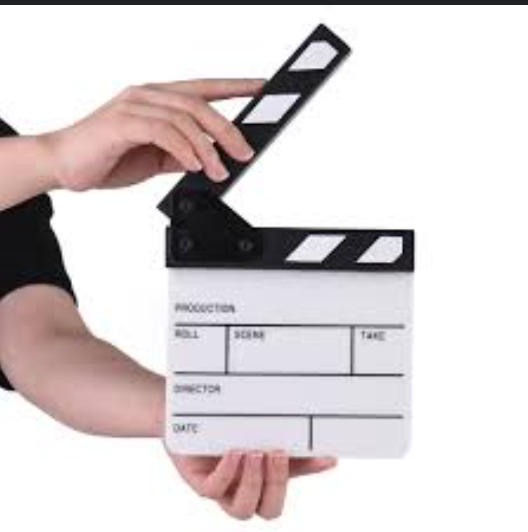 PRODUCTION
ROLL SCENE TAKE
DIRECTOR
DATE